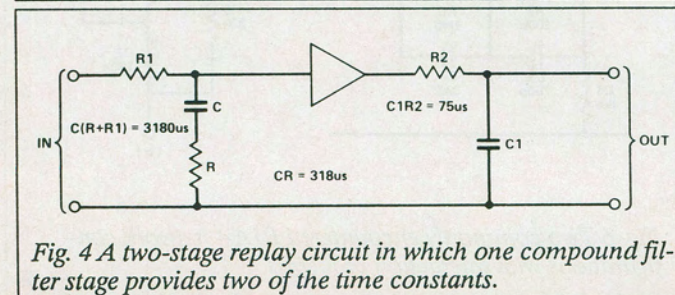 R1
R2
C
C(R+R1) = 3180us
C1R2 = 75us
IN
C1
OUT
R
CR = 318us
Fig. 4 A two-stage replay circuit in which one compound fil-
ter stage provides two of the time constants.